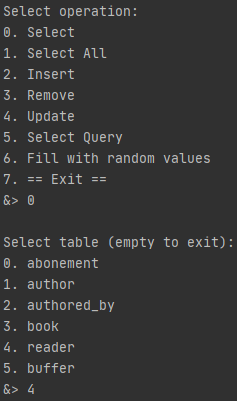 Select operation:
0. Select
1. Select All
2. Insert
3. Remove
4. Update
5. Select Query
6. Fill with random values
7. == Exit ==
&> 0
Select table (empty to exit):
0. abonement
1. author
2. authored_by
3. book
4. reader
5. buffer
&> 4